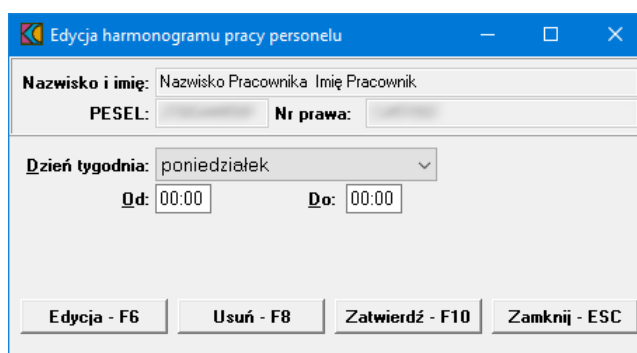 Edycja harmonogramu pracy personelu
Nazwisko i imię: Nazwisko Pracownika Imię Pracownik
PESEL: Nr prawa:
Dzień tygodnia: poniedziałek
Od: 00:00 Do: 00:00
Edycja - F6 Usuń - F8 Zatwierdź - F10 Zamknij - ESC